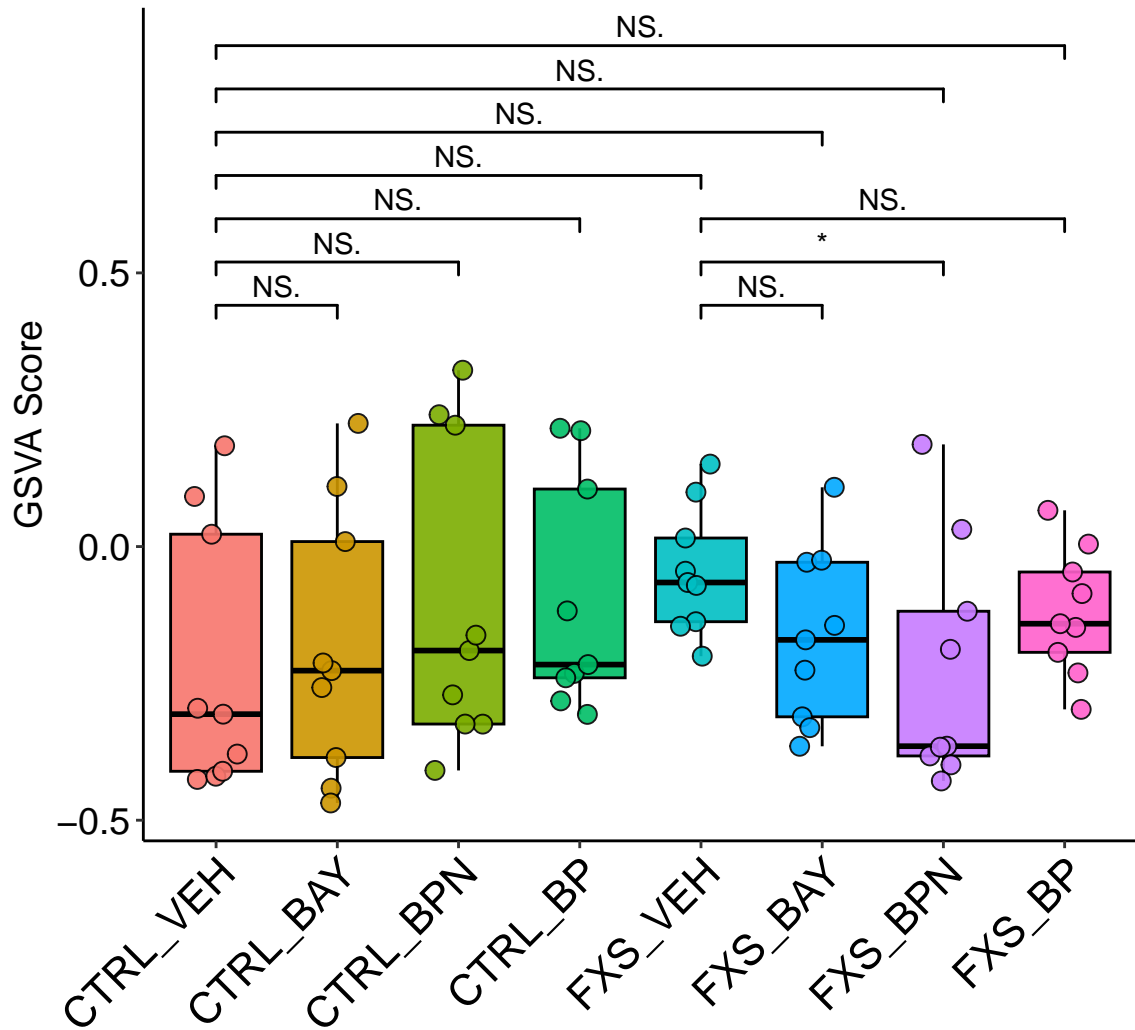 NS.
NS.
NS.
NS.
NS.
NS.
NS.
*
NS.
NS.
0.5
0.0
−0.5
GSVA Score
CTRL_VEH
CTRL_BAY
CTRL_BPN
CTRL_BP
FXS_VEH
FXS_BAY
FXS_BPN
FXS_BP